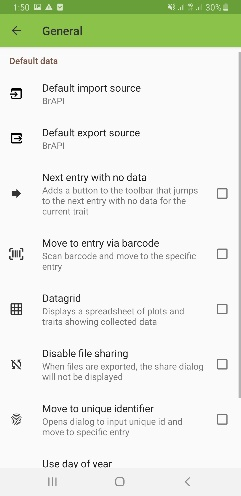 1:50
30%
General
Default data
Default import source
BrAPI
Default export source
BrAPI
Next entry with no data
Adds a button to the toolbar that jumps
to the next entry with no data for the
current trait
Move to entry via barcode
Scan barcode and move to the specific
entry
Datagrid
Displays a spreadsheet of plots and
traits showing collected data
Disable file sharing
When files are exported, the share dialog
will not be displayed
Move to unique identifier
Opens dialog to input unique id and
move to specific entry
Use day of year